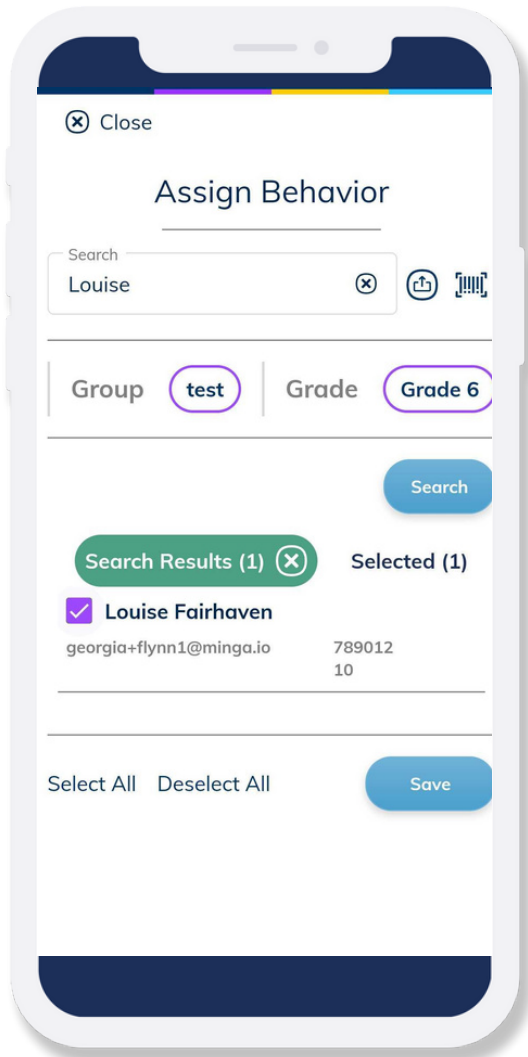 Close
Assign Behavior
Search
Louise
Group test Grade Grade 6
Search
Search Results (1) Selected (1)
Louise Fairhaven
georgia+flynn1@minga.io 789012
10
Select All Deselect All Save